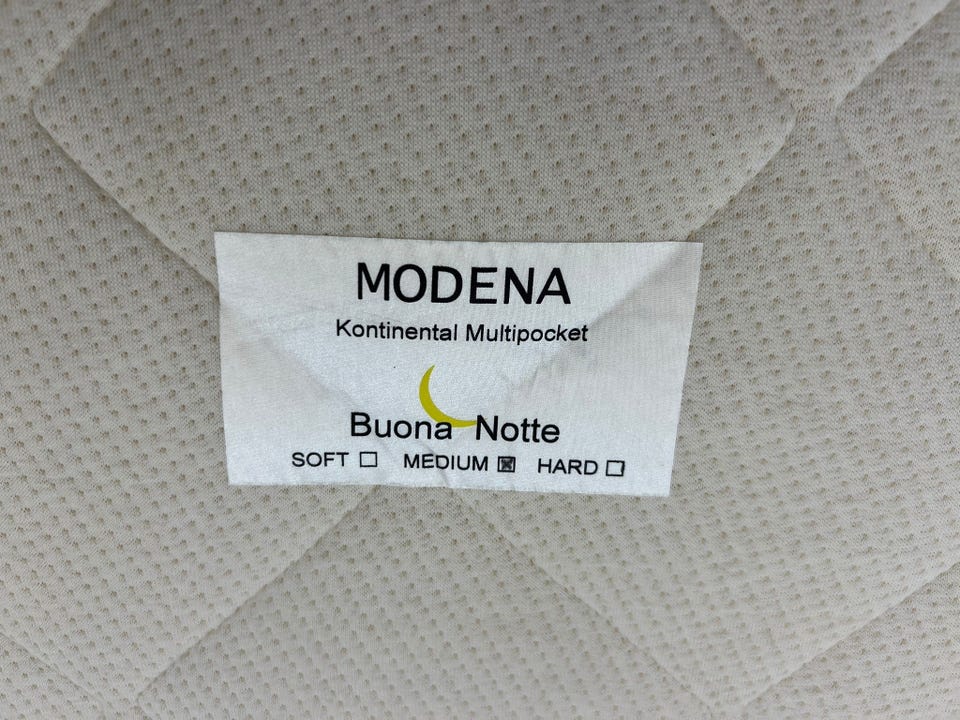 MODENA
Kontinental Multipocket
Buona Notte
SOFT ☐ MEDIUM ☒ HARD ☐